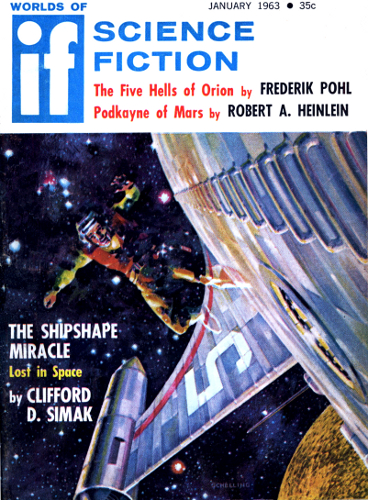 WORLDS OF
if
JANUARY 1963 ● 35c
SCIENCE
FICTION
The Five Hells of Orion by FREDERIK POHL
Podkayne of Mars by ROBERT A. HEINLEIN
THE SHIPSHAPE
MIRACLE
Lost in Space
by CLIFFORD
D. SIMAK
S
SCHELLING